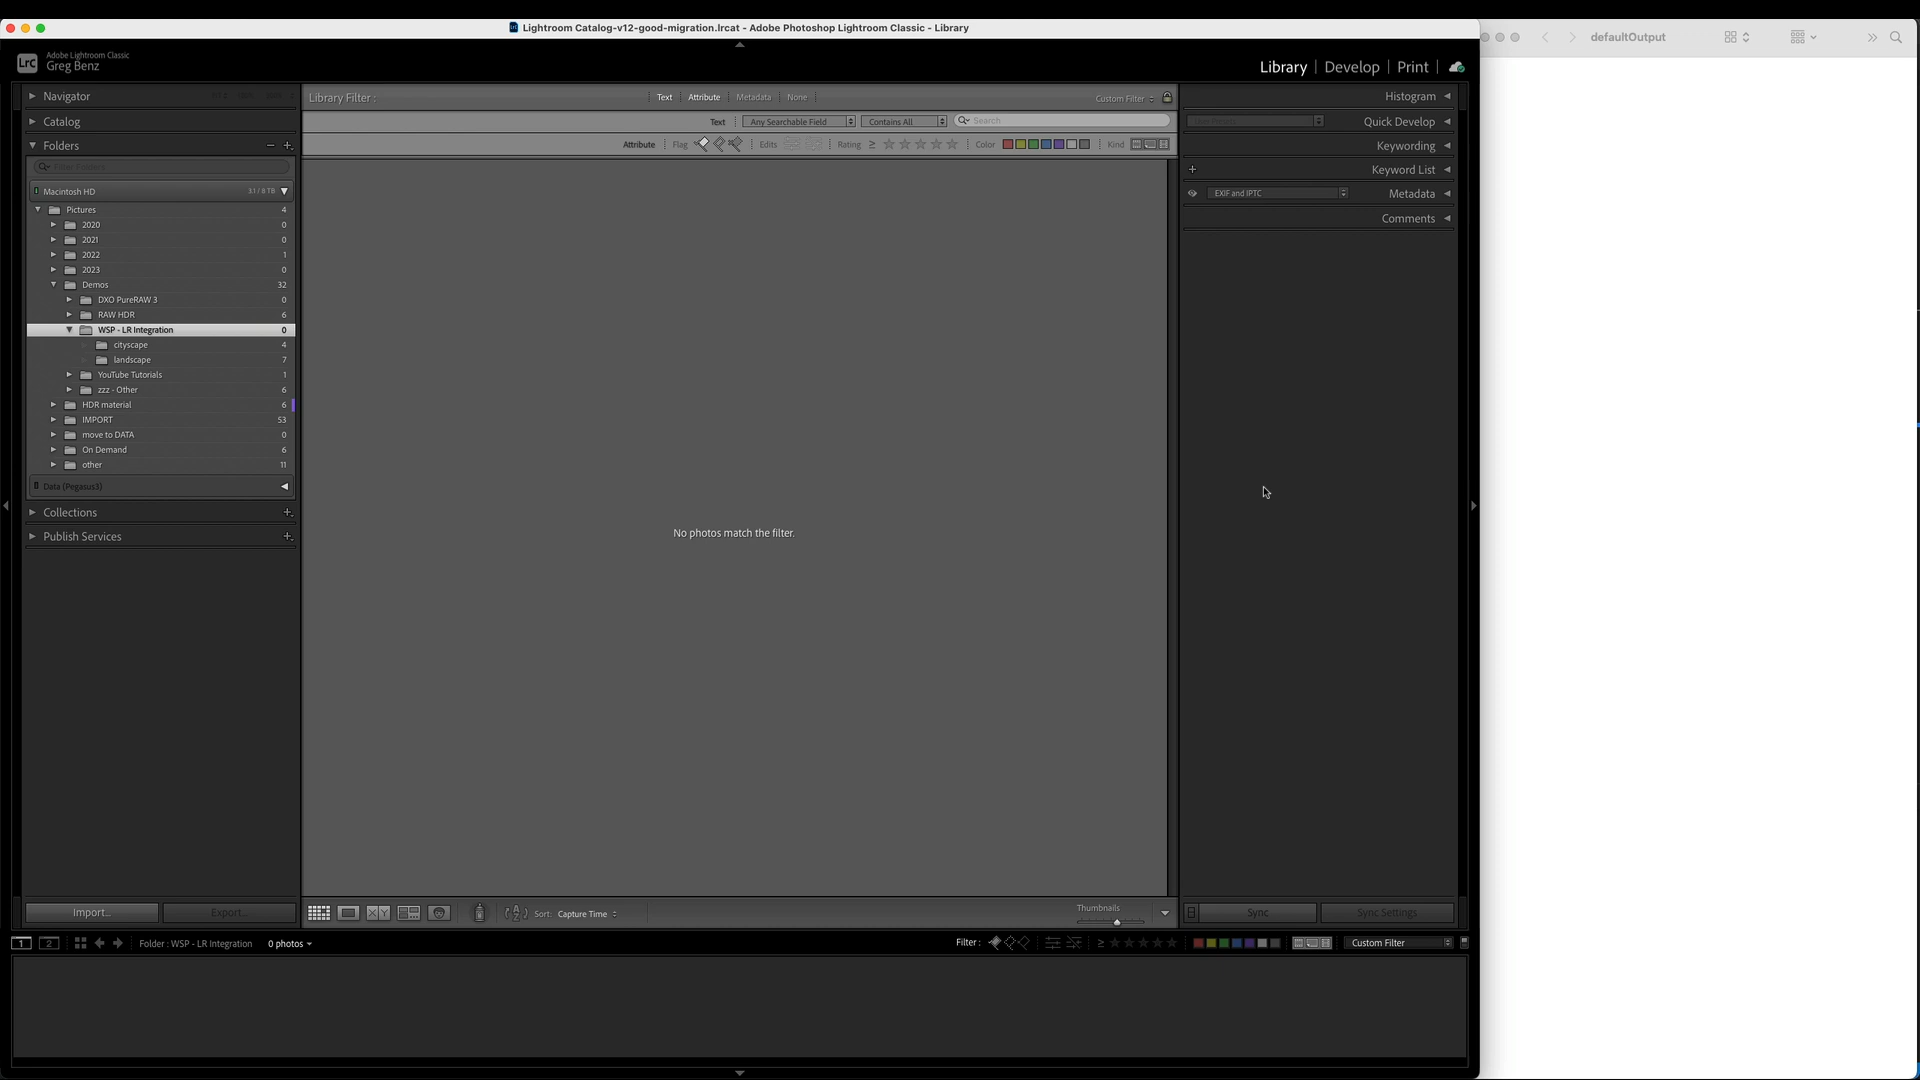 Lightroom Catalog-v12-good-migration.lrcat - Adobe Photoshop Lightroom Classic - Library
defaultOutput
LrC
Adobe Lightroom Classic
Greg Benz
Library | Develop | Print
Navigator
Catalog
Folders
Filter Folders
Macintosh HD 3.1 / 8 TB
Pictures 4
2020 0
2021 0
2022 1
2023 0
Demos 32
DXO PureRAW 3 0
RAW HDR 6
WSP - LR Integration 0
cityscape 4
landscape 7
YouTube Tutorials 1
zzz - Other 6
HDR material 6
IMPORT 53
move to DATA 0
On Demand 6
other 11
Data (Pegasus3)
Collections
Publish Services
Import...
Export...
Library Filter :
Text | Attribute | Metadata | None
Custom Filter
Text Any Searchable Field Contains All Search
Attribute Flag Edits Rating ≥ Color Kind
No photos match the filter.
Sort: Capture Time
Thumbnails
Histogram
Quick Develop
Keywording
Keyword List
EXIF and IPTC Metadata
Comments
Sync
Sync Settings
1 2 Folder : WSP - LR Integration 0 photos
Filter : ≥ Custom Filter